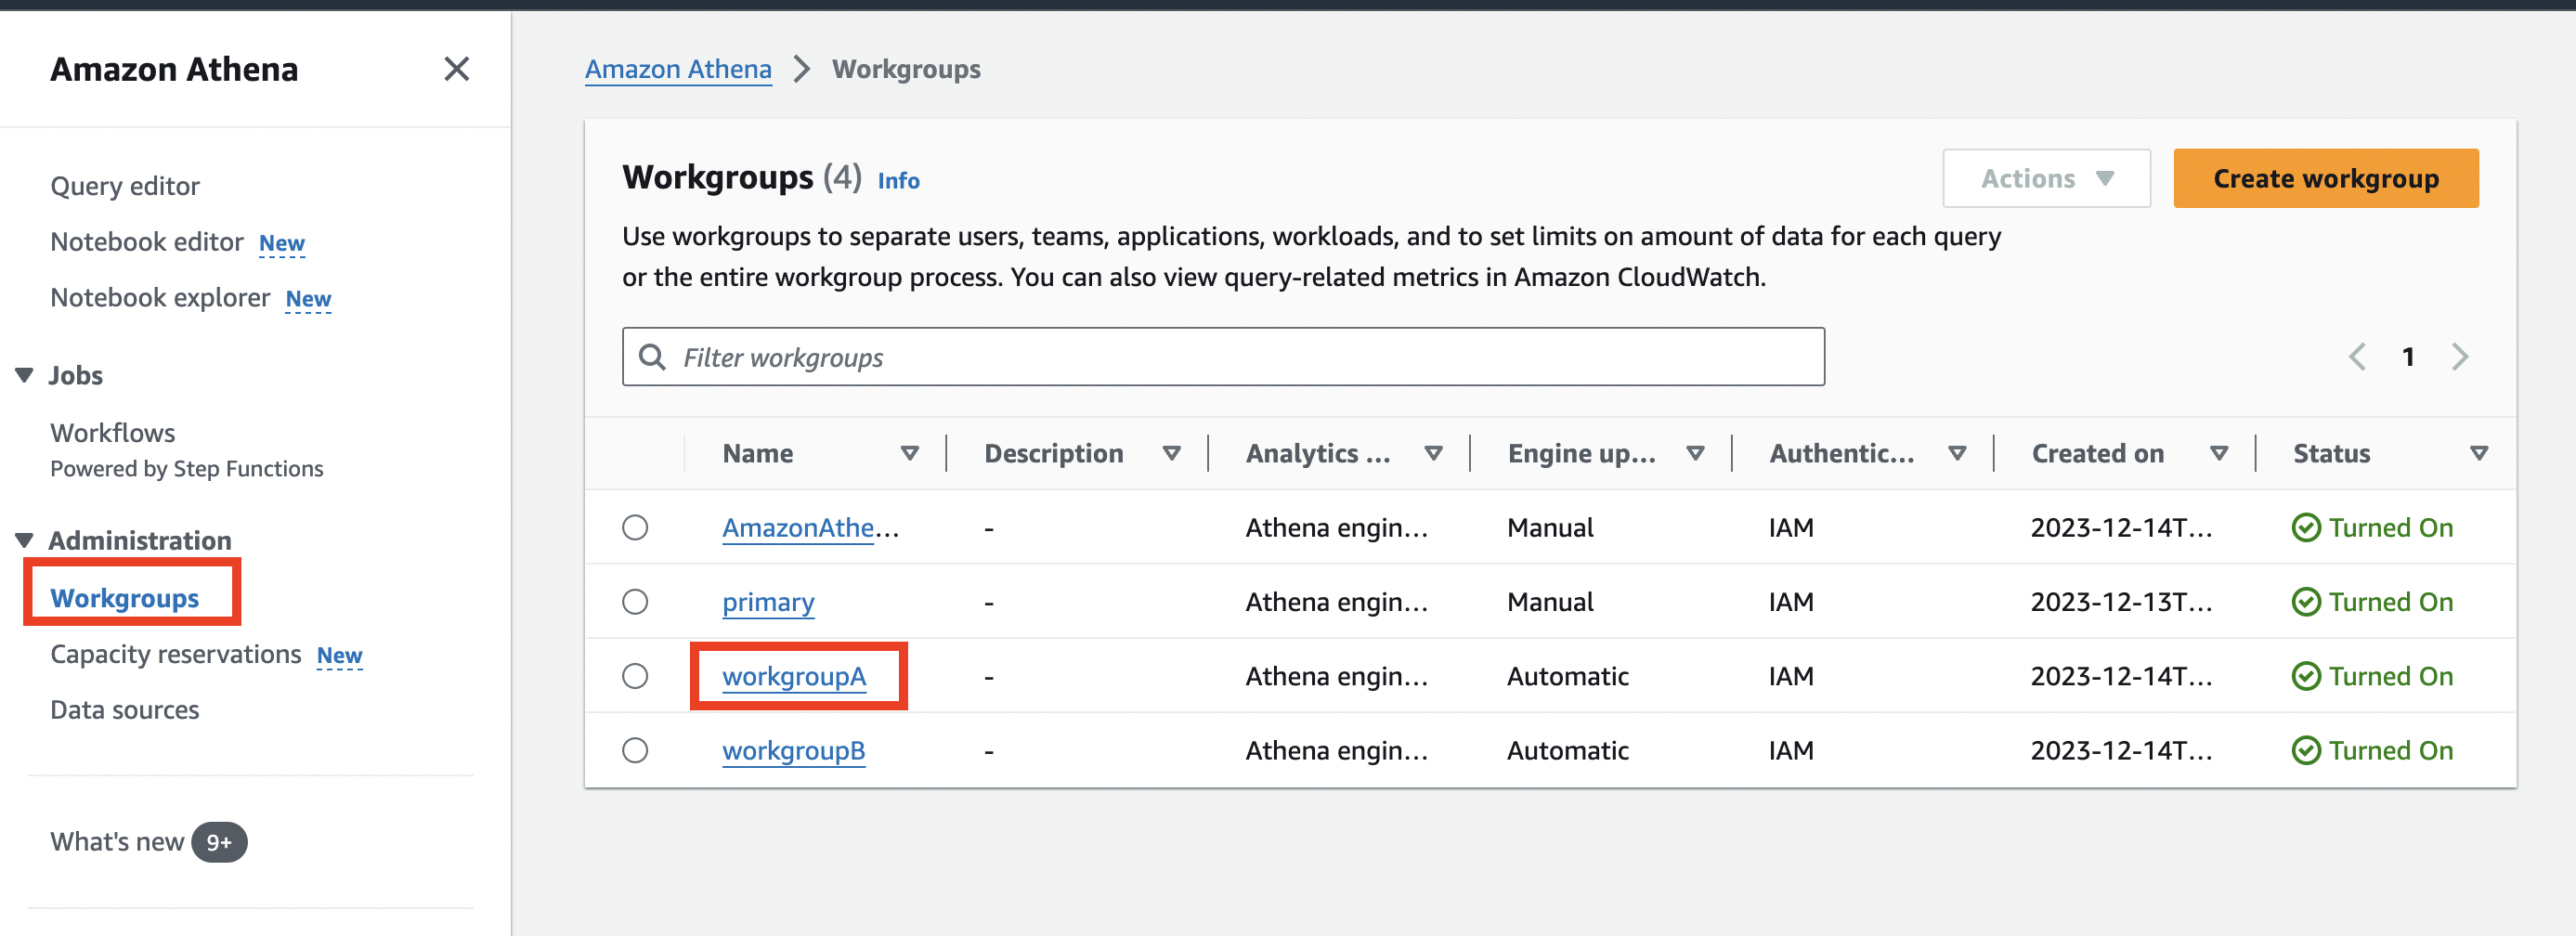 Amazon Athena
Query editor
Notebook editor New
Notebook explorer New
Jobs
Workflows
Powered by Step Functions
Administration
Workgroups
Capacity reservations New
Data sources
What's new 9+
Amazon Athena > Workgroups
Workgroups (4) Info
Actions
Create workgroup
Use workgroups to separate users, teams, applications, workloads, and to set limits on amount of data for each query
or the entire workgroup process. You can also view query-related metrics in Amazon CloudWatch.
Filter workgroups
1
Name Description Analytics ... Engine up... Authentic... Created on Status
AmazonAthe... - Athena engin... Manual IAM 2023-12-14T... Turned On
primary - Athena engin... Manual IAM 2023-12-13T... Turned On
workgroupA - Athena engin... Automatic IAM 2023-12-14T... Turned On
workgroupB - Athena engin... Automatic IAM 2023-12-14T... Turned On